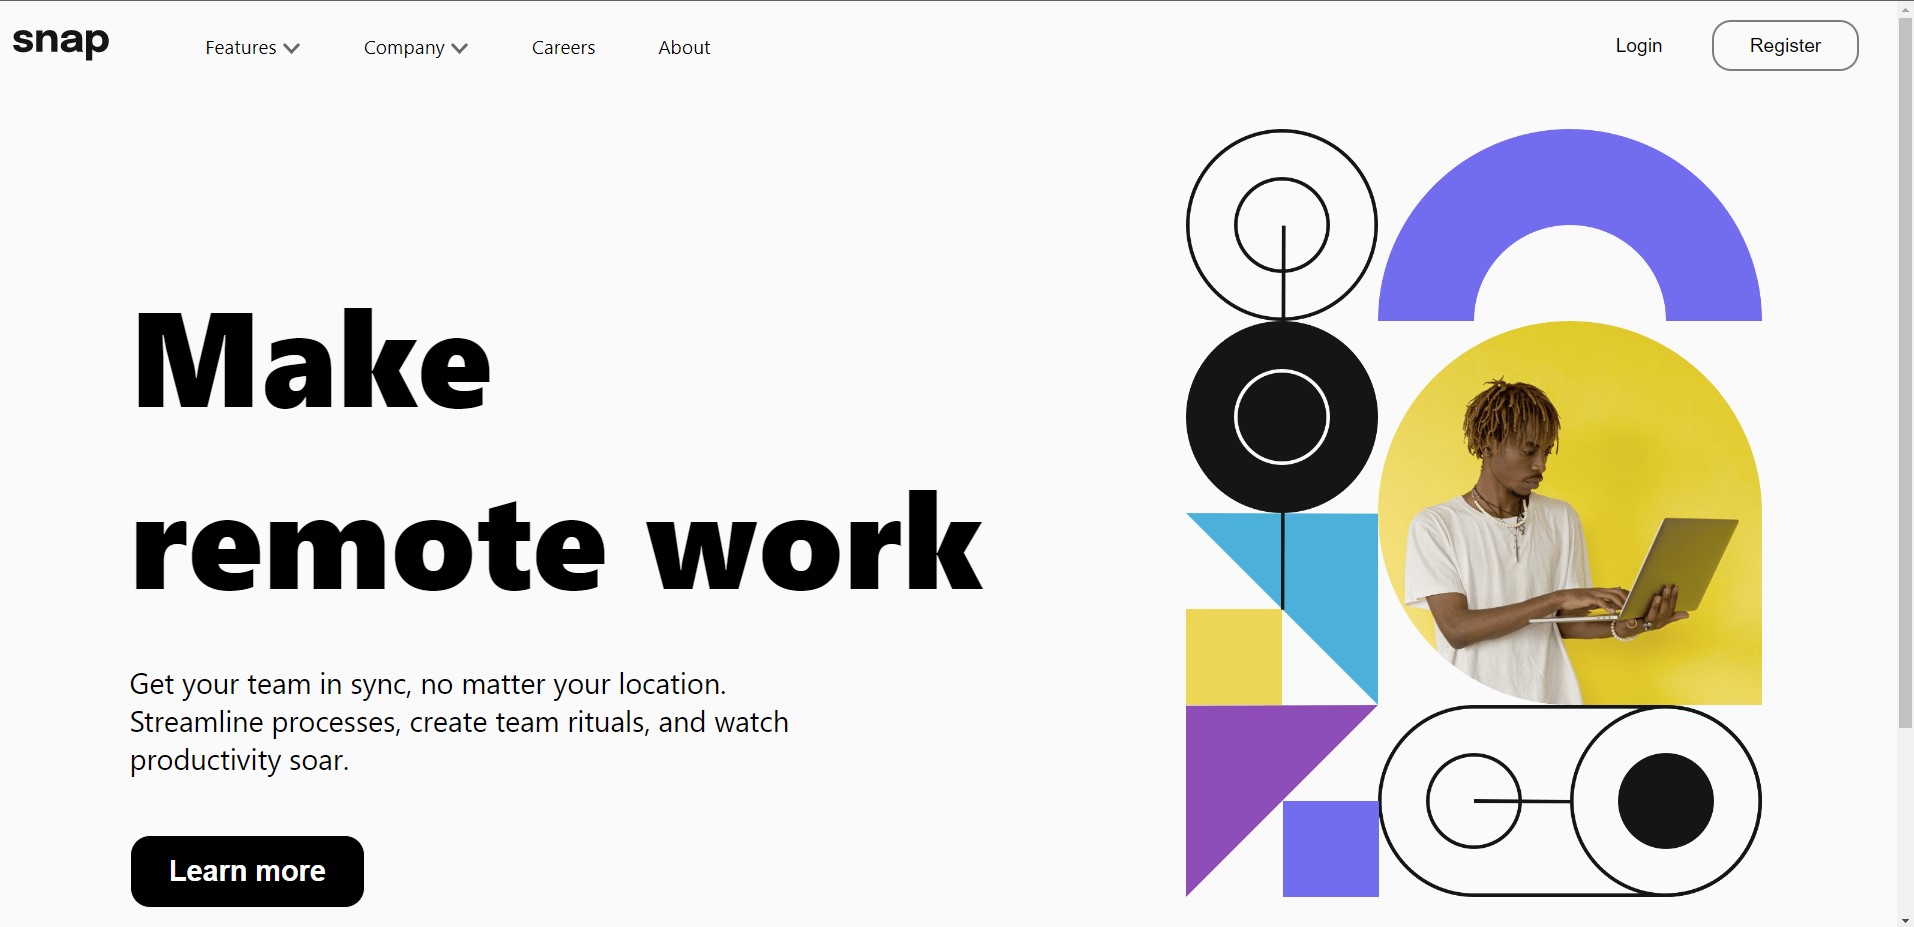 snap
Features
Company
Careers
About
Login
Register
Make
remote work
Get your team in sync, no matter your location.
Streamline processes, create team rituals, and watch
productivity soar.
Learn more